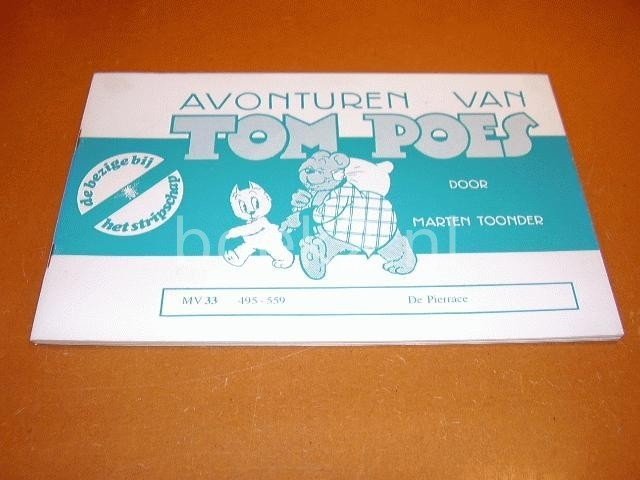 AVONTUREN VAN
TOM POES
DOOR
MARTEN TOONDER
de bezige bij
het stripschap
MV 33 495 - 559 De Pierrace